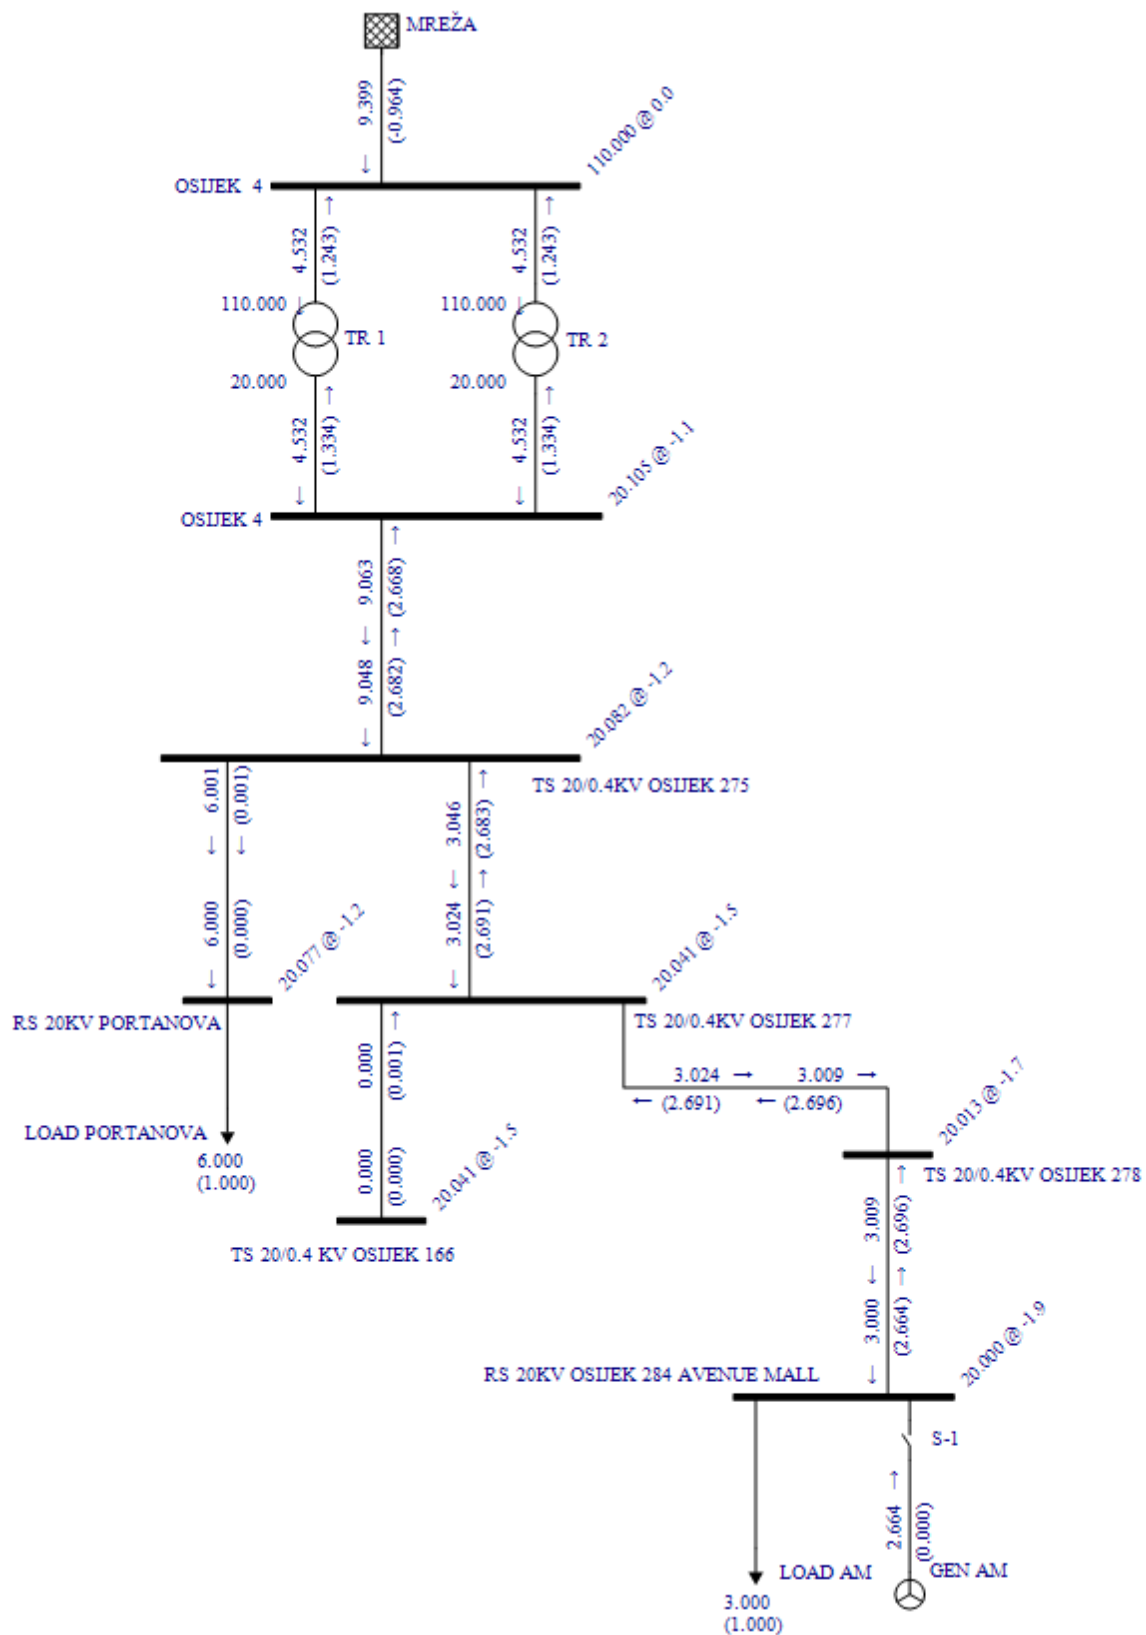 MREŽA
9.399 →
(-0.964)
110.000 @ 0.0
OSIJEK 4
4.532
(1.243) →
4.532
(1.243) →
110.000 ↓
TR 1
20.000
110.000 ↓
TR 2
20.000
← 4.532
(1.334) →
← 4.532
(1.334) →
20.105 @ -1.1
OSIJEK 4
← 9.063
(2.668) →
← 9.048
(2.682) →
20.082 @ -1.2
TS 20/0.4KV OSIJEK 275
← 6.001
← (0.001)
← 6.000
(0.000)
← 3.046
(2.683) →
← 3.024
(2.691) →
20.077 @ -1.2
RS 20KV PORTANOVA
LOAD PORTANOVA
6.000
(1.000)
20.041 @ -1.5
TS 20/0.4KV OSIJEK 277
0.000
(0.001) →
0.000
(0.000)
20.041 @ -1.5
TS 20/0.4 KV OSIJEK 166
3.024 → 3.009 →
← (2.691) ← (2.696)
20.013 @ -1.7
TS 20/0.4KV OSIJEK 278
← 3.009
(2.696) →
← 3.000
(2.664) →
20.000 @ -1.9
RS 20KV OSIJEK 284 AVENUE MALL
S-1
2.664 →
(0.000)
LOAD AM
3.000
(1.000)
GEN AM